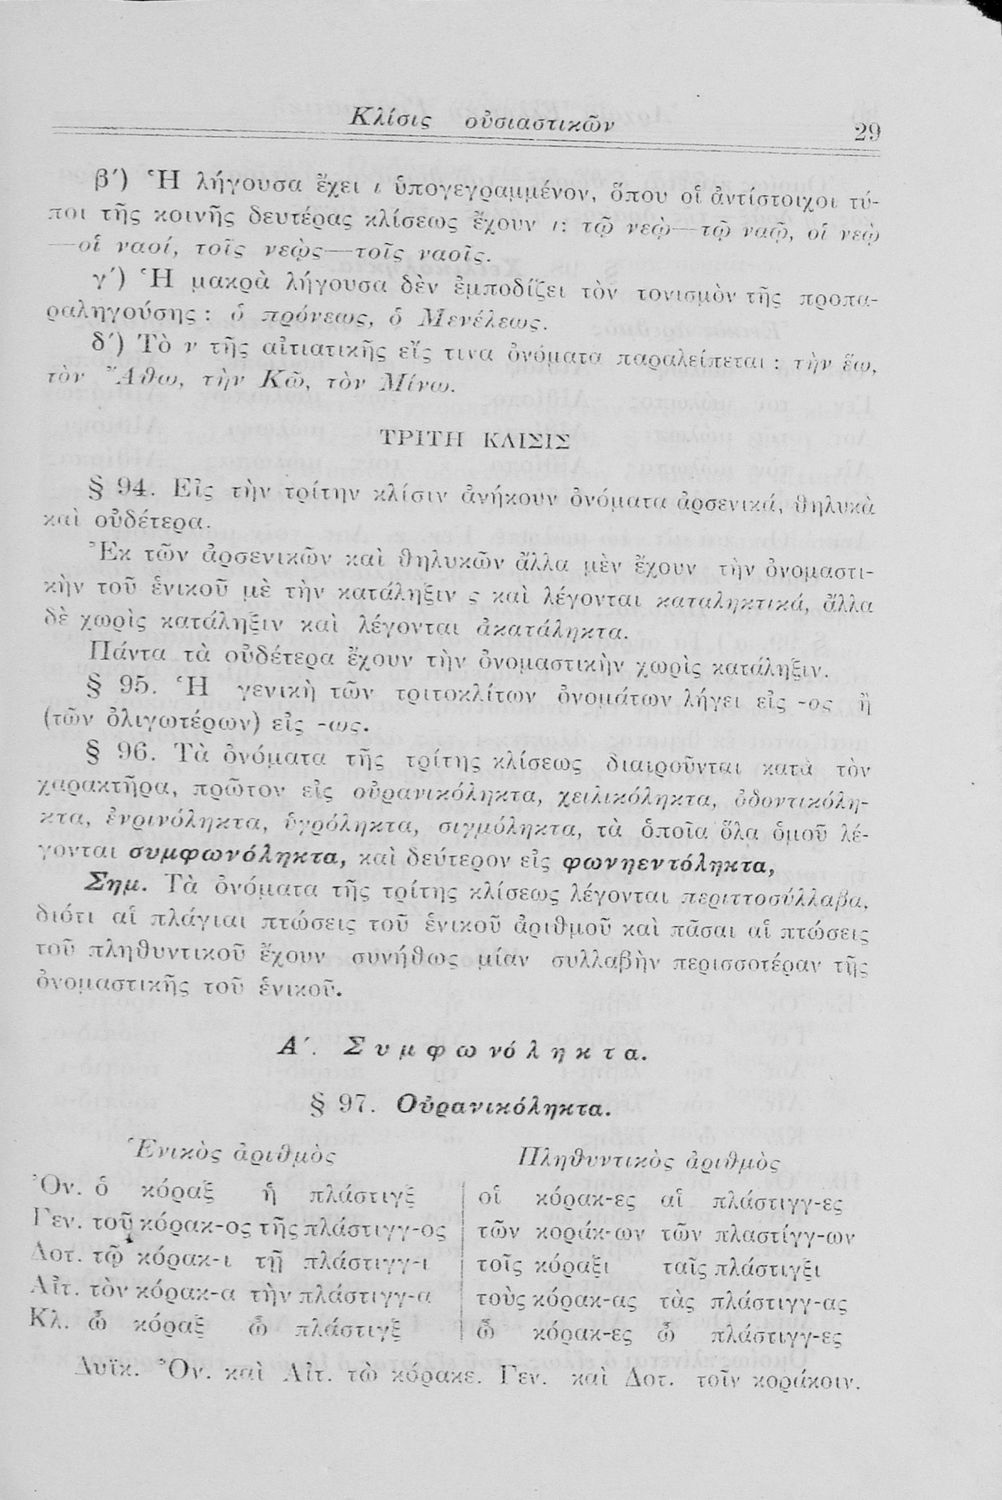 Κλίσις οὐσιαστικῶν 29
β΄) Ἡ λήγουσα ἔχει ι ὑπογεγραμμένον, ὅπου οἱ ἀντίστοιχοι τύ-
ποι τῆς κοινῆς δευτέρας κλίσεως ἔχουν ι: τῷ νεῲ—τῷ ναῷ, οἱ νεῲ
—οἱ ναοί, τοῖς νεῲς—τοῖς ναοῖς.
γ΄) Ἡ μακρὰ λήγουσα δὲν ἐμποδίζει τὸν τονισμὸν τῆς προπα-
ραληγούσης : ὁ πρόνεως, ὁ Μενέλεως.
δ΄) Τὸ ν τῆς αἰτιατικῆς εἴς τινα ὀνόματα παραλείπεται : τὴν ἕω,
τὸν Ἄθω, τὴν Κῶ, τὸν Μίνω.
ΤΡΙΤΗ ΚΛΙΣΙΣ
§ 94. Εἰς τὴν τρίτην κλίσιν ἀνήκουν ὀνόματα ἀρσενικά, θηλυκὰ
καὶ οὐδέτερα.
Ἐκ τῶν ἀρσενικῶν καὶ θηλυκῶν ἄλλα μὲν ἔχουν τὴν ὀνομαστι-
κὴν τοῦ ἑνικοῦ μὲ τὴν κατάληξιν ς καὶ λέγονται καταληκτικά, ἄλλα
δὲ χωρὶς κατάληξιν καὶ λέγονται ἀκατάληκτα.
Πάντα τὰ οὐδέτερα ἔχουν τὴν ὀνομαστικὴν χωρὶς κατάληξιν.
§ 95. Ἡ γενικὴ τῶν τριτοκλίτων ὀνομάτων λήγει εἰς -ος ἢ
(τῶν ὀλιγωτέρων) εἰς -ως.
§ 96. Τὰ ὀνόματα τῆς τρίτης κλίσεως διαιροῦνται κατὰ τὸν
χαρακτῆρα, πρῶτον εἰς οὐρανικόληκτα, χειλικόληκτα, ὀδοντικόλη-
κτα, ἐνρινόληκτα, ὑγρόληκτα, σιγμόληκτα, τὰ ὁποῖα ὅλα ὁμοῦ λέ-
γονται συμφωνόληκτα, καὶ δεύτερον εἰς φωνηεντόληκτα,
Σημ. Τὰ ὀνόματα τῆς τρίτης κλίσεως λέγονται περιττοσύλλαβα,
διότι αἱ πλάγιαι πτώσεις τοῦ ἑνικοῦ ἀριθμοῦ καὶ πᾶσαι αἱ πτώσεις
τοῦ πληθυντικοῦ ἔχουν συνήθως μίαν συλλαβὴν περισσοτέραν τῆς
ὀνομαστικῆς τοῦ ἑνικοῦ.
Α΄. Συμφωνόληκτα.
§ 97. Οὐρανικόληκτα.
Ἑνικὸς ἀριθμὸς Πληθυντικὸς ἀριθμὸς
Ὀν. ὁ κόραξ ἡ πλάστιγξ οἱ κόρακ-ες αἱ πλάστιγγ-ες
Γεν. τοῦ κόρακ-ος τῆς πλάστιγγ-ος τῶν κοράκ-ων τῶν πλαστίγγ-ων
Δοτ. τῷ κόρακ-ι τῇ πλάστιγγ-ι τοῖς κόραξι ταῖς πλάστιγξι
Αἰτ. τὸν κόρακ-α τὴν πλάστιγγ-α τοὺς κόρακ-ας τὰς πλάστιγγ-ας
Κλ. ὦ κόραξ ὦ πλάστιγξ ὦ κόρακ-ες ὦ πλάστιγγ-ες
Δυϊκ. Ὀν. καὶ Αἰτ. τὼ κόρακε. Γεν. καὶ Δοτ. τοῖν κοράκοιν.